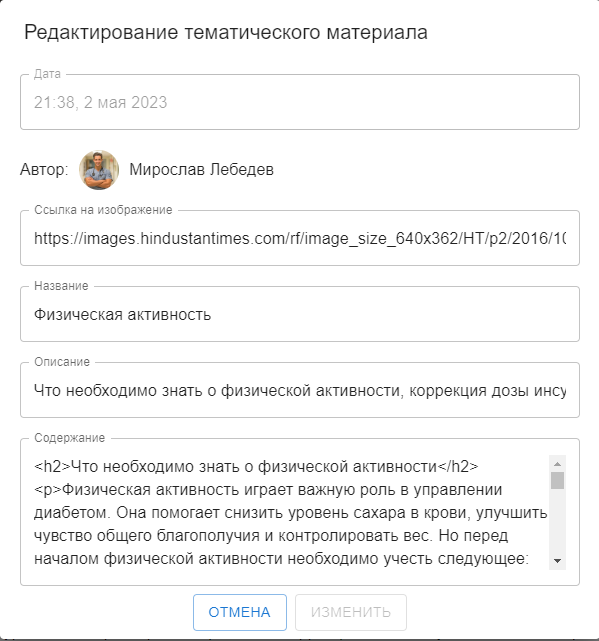 Редактирование тематического материала
Дата
21:38, 2 мая 2023
Автор: Мирослав Лебедев
Ссылка на изображение
https://images.hindustantimes.com/rf/image_size_640x362/HT/p2/2016/10
Название
Физическая активность
Описание
Что необходимо знать о физической активности, коррекция дозы инсу
Содержание
<h2>Что необходимо знать о физической активности</h2>
<p>Физическая активность играет важную роль в управлении
диабетом. Она помогает снизить уровень сахара в крови, улучшить
чувство общего благополучия и контролировать вес. Но перед
началом физической активности необходимо учесть следующее:
ОТМЕНА ИЗМЕНИТЬ